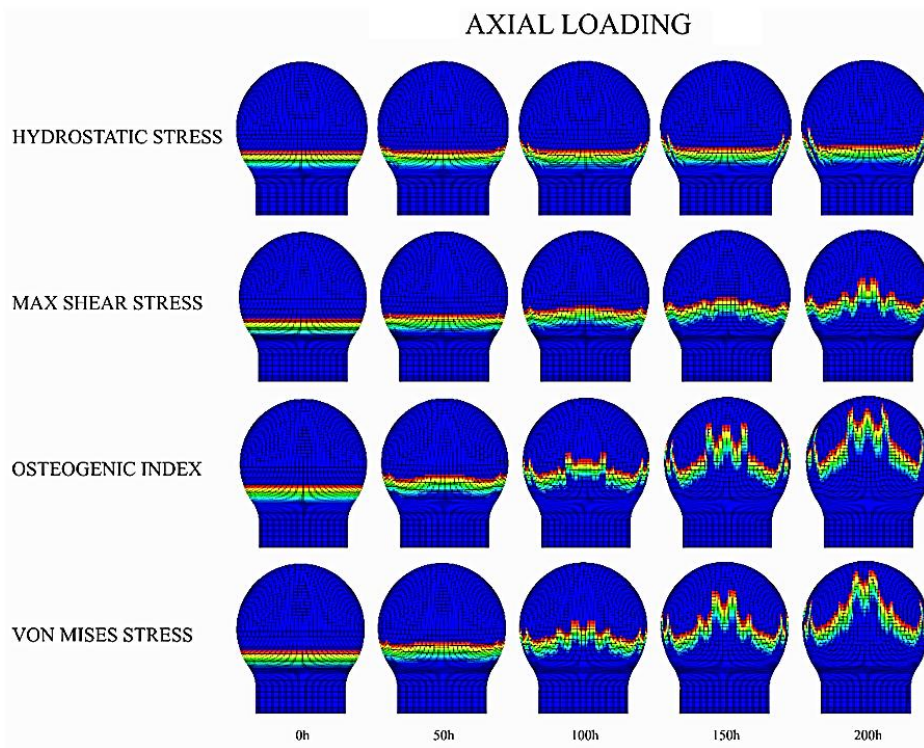 AXIAL LOADING
HYDROSTATIC STRESS
MAX SHEAR STRESS
OSTEOGENIC INDEX
VON MISES STRESS
0h 50h 100h 150h 200h